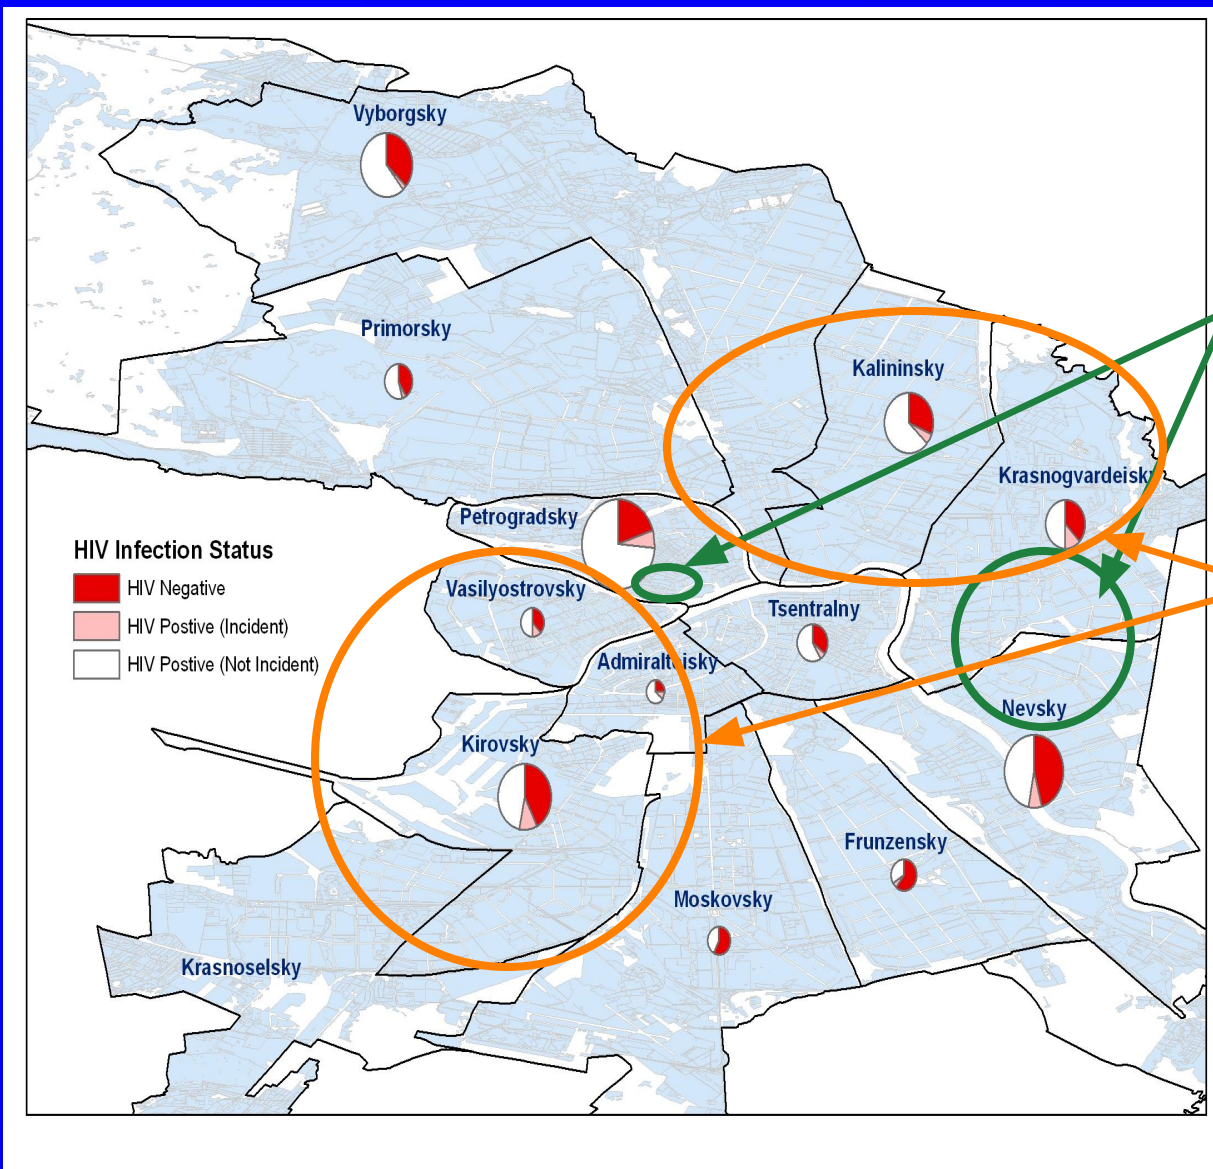 Vyborgsky
Primorsky
Kalininsky
Krasnogvardeisky
Petrogradsky
HIV Infection Status
HIV Negative
HIV Postive (Incident)
HIV Postive (Not Incident)
Vasilyostrovsky
Tsentralny
Admiralteisky
Nevsky
Kirovsky
Frunzensky
Moskovsky
Krasnoselsky